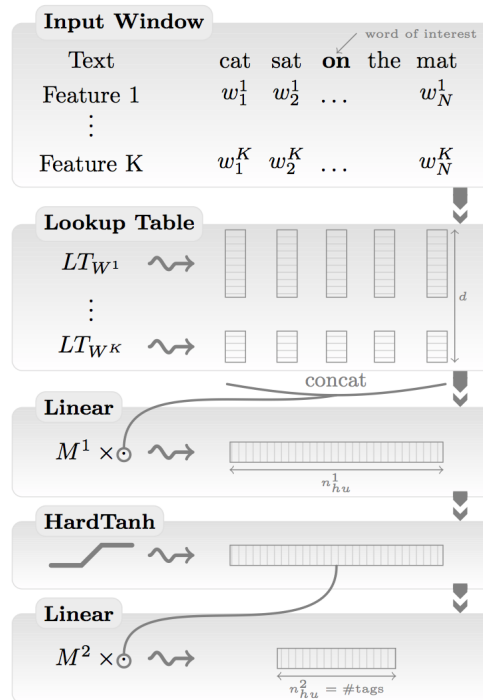 Input Window
word of interest
Text cat sat on the mat
Feature 1 w_1^1 w_2^1 ... w_N^1
⋮
Feature K w_1^K w_2^K ... w_N^K
Lookup Table
LT_{W^1}
d
⋮
LT_{W^K}
concat
Linear
M^1 × ⊙
n_{hu}^1
HardTanh
Linear
M^2 × ⊙
n_{hu}^2 = #tags